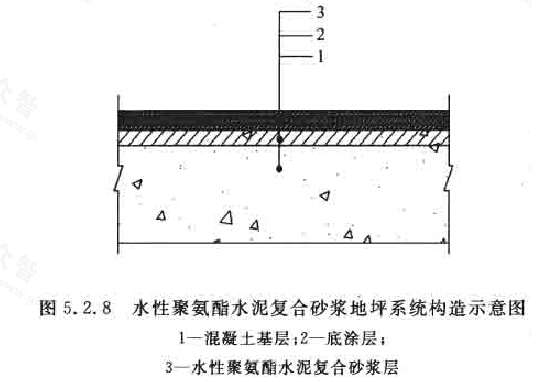 3
2
1
图 5.2.8 水性聚氨酯水泥复合砂浆地坪系统构造示意图
1—混凝土基层;2—底涂层;
3—水性聚氨酯水泥复合砂浆层